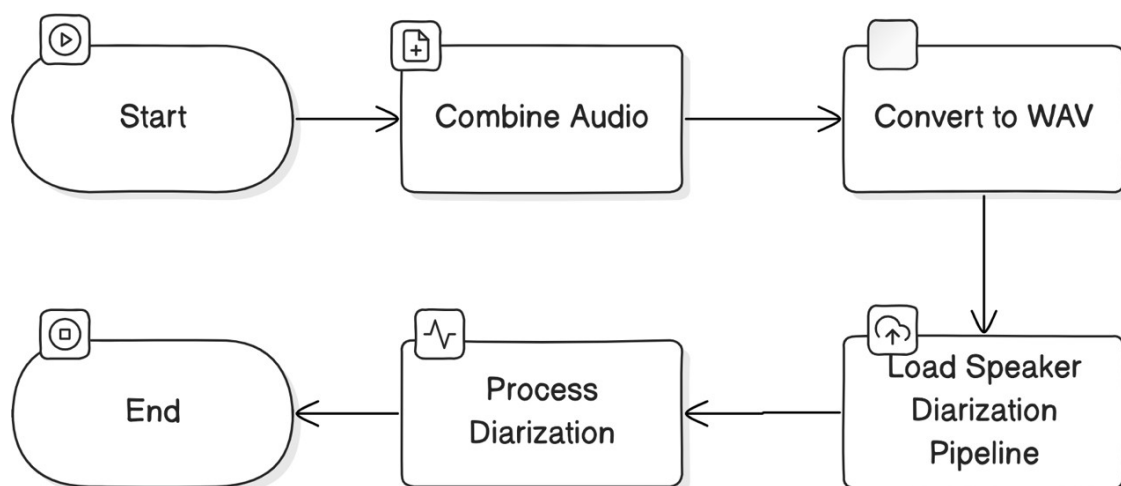 Start
Combine Audio
Convert to WAV
Load Speaker
Diarization
Pipeline
Process
Diarization
End